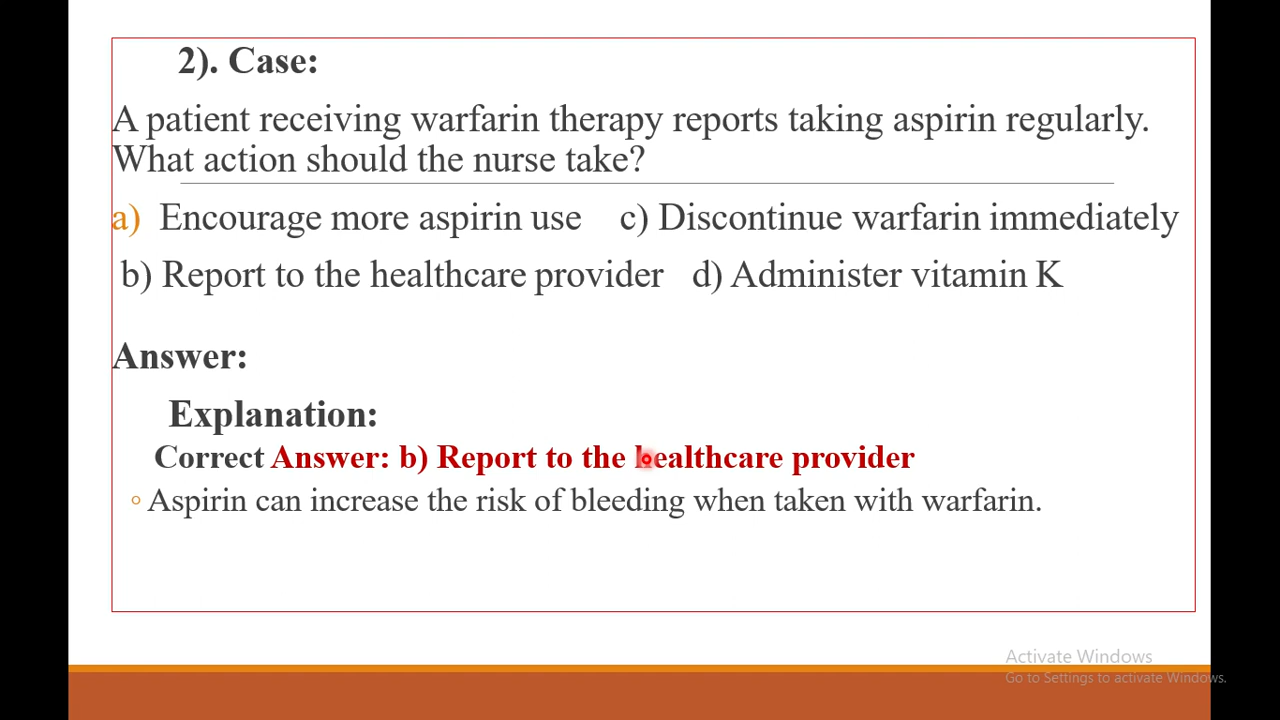 2). Case:
A patient receiving warfarin therapy reports taking aspirin regularly.
What action should the nurse take?
a) Encourage more aspirin use c) Discontinue warfarin immediately
b) Report to the healthcare provider d) Administer vitamin K
Answer:
Explanation:
Correct Answer: b) Report to the healthcare provider
◦ Aspirin can increase the risk of bleeding when taken with warfarin.
Activate Windows
Go to Settings to activate Windows.